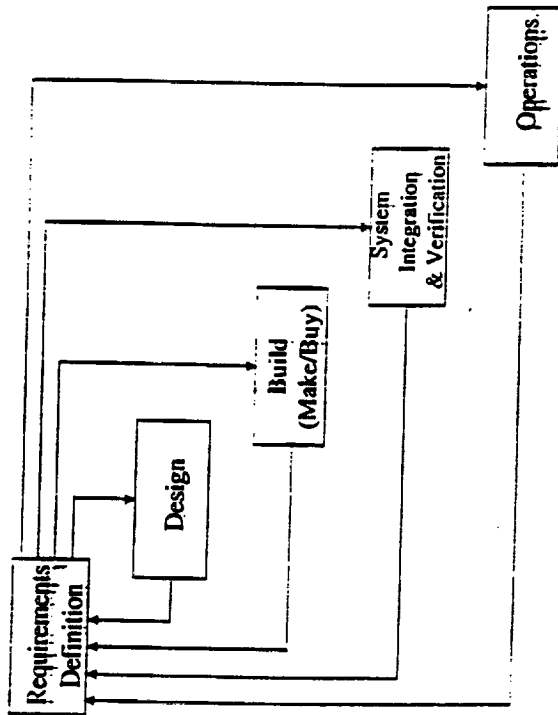 Requirements
Definition
Design
Build
(Make/Buy)
System
Integration
& Verification
Operations